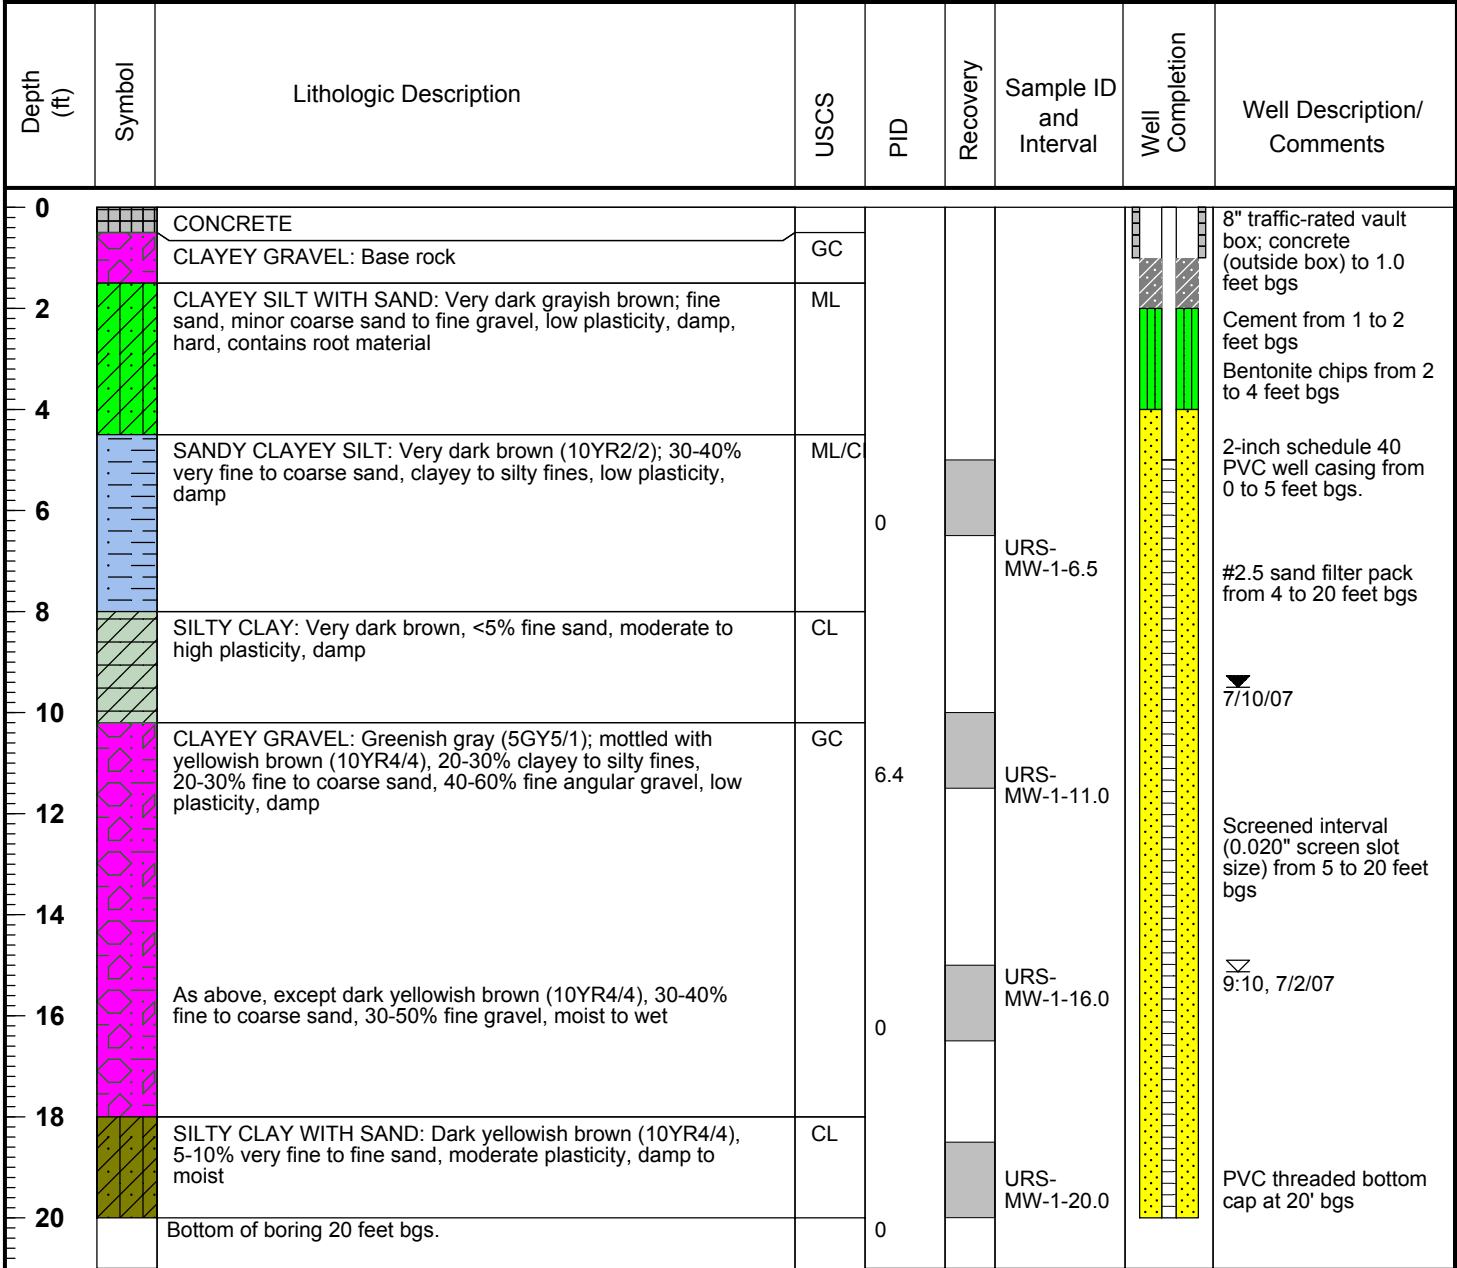 Depth
(ft)
Symbol
Lithologic Description
USCS
PID
Recovery
Sample ID
and
Interval
Well
Completion
Well Description/
Comments
0
CONCRETE
8" traffic-rated vault
box; concrete
(outside box) to 1.0
feet bgs
CLAYEY GRAVEL: Base rock
GC
2
CLAYEY SILT WITH SAND: Very dark grayish brown; fine
sand, minor coarse sand to fine gravel, low plasticity, damp,
hard, contains root material
ML
Cement from 1 to 2
feet bgs
Bentonite chips from 2
to 4 feet bgs
4
SANDY CLAYEY SILT: Very dark brown (10YR2/2); 30-40%
very fine to coarse sand, clayey to silty fines, low plasticity,
damp
ML/Cl
2-inch schedule 40
PVC well casing from
0 to 5 feet bgs.
6
0
URS-
MW-1-6.5
#2.5 sand filter pack
from 4 to 20 feet bgs
8
SILTY CLAY: Very dark brown, <5% fine sand, moderate to
high plasticity, damp
CL
7/10/07
10
CLAYEY GRAVEL: Greenish gray (5GY5/1); mottled with
yellowish brown (10YR4/4), 20-30% clayey to silty fines,
20-30% fine to coarse sand, 40-60% fine angular gravel, low
plasticity, damp
GC
6.4
URS-
MW-1-11.0
12
Screened interval
(0.020" screen slot
size) from 5 to 20 feet
bgs
14
9:10, 7/2/07
As above, except dark yellowish brown (10YR4/4), 30-40%
fine to coarse sand, 30-50% fine gravel, moist to wet
URS-
MW-1-16.0
16
0
18
SILTY CLAY WITH SAND: Dark yellowish brown (10YR4/4),
5-10% very fine to fine sand, moderate plasticity, damp to
moist
CL
URS-
MW-1-20.0
PVC threaded bottom
cap at 20' bgs
20
Bottom of boring 20 feet bgs.
0